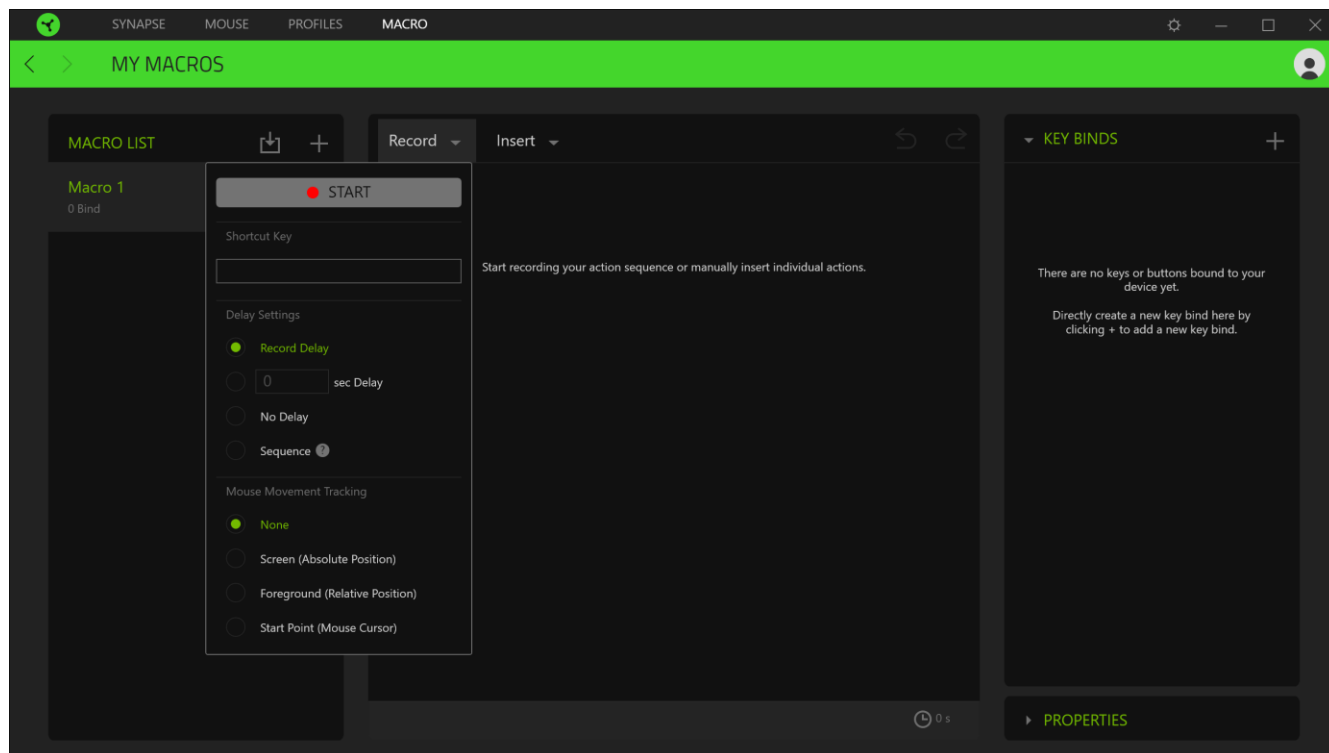 SYNAPSE MOUSE PROFILES MACRO
MY MACROS
MACRO LIST
Macro 1
0 Bind
Record Insert
START
Shortcut Key
Delay Settings
Record Delay
0 sec Delay
No Delay
Sequence ?
Mouse Movement Tracking
None
Screen (Absolute Position)
Foreground (Relative Position)
Start Point (Mouse Cursor)
Start recording your action sequence or manually insert individual actions.
0 s
KEY BINDS
There are no keys or buttons bound to your
device yet.
Directly create a new key bind here by
clicking + to add a new key bind.
PROPERTIES